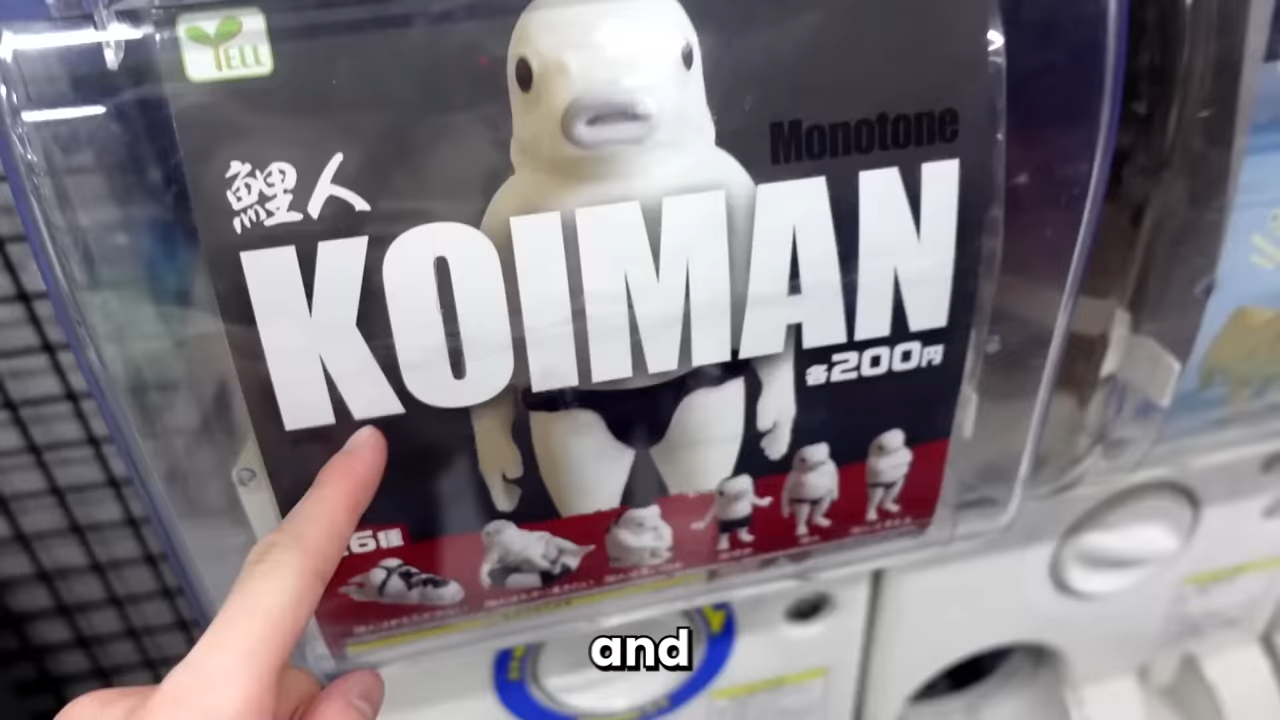 YELL
Monotone
鯉人
KOIMAN
各200円
6種
and